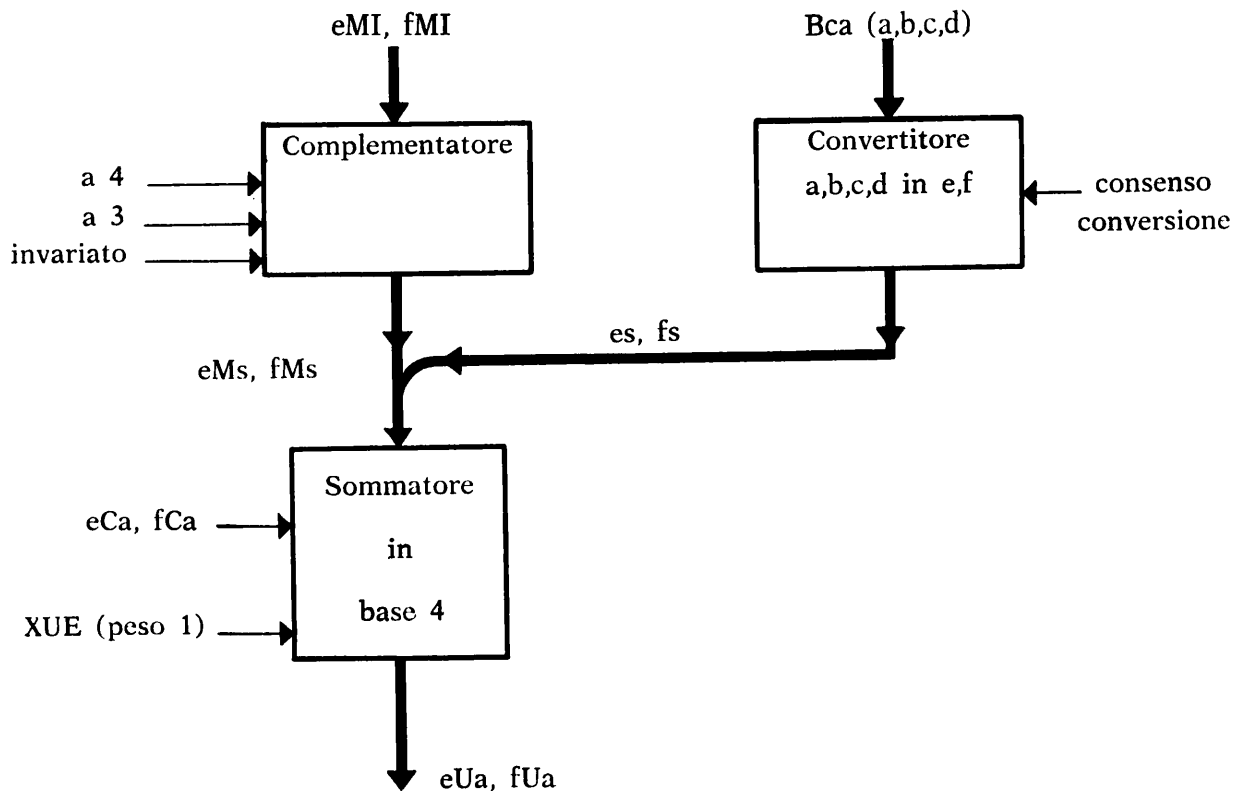 eMI, fMI
Bca (a,b,c,d)
Complementatore
a 4
a 3
invariato
Convertitore
a,b,c,d in e,f
consenso
conversione
es, fs
eMs, fMs
Sommatore
in
base 4
eCa, fCa
XUE (peso 1)
eUa, fUa